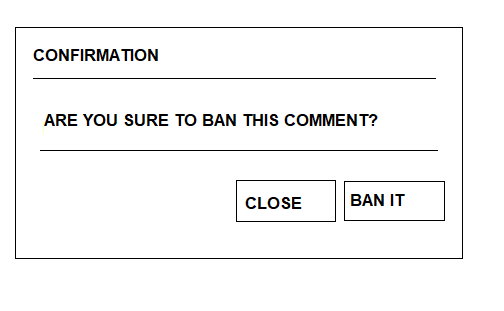 CONFIRMATION
ARE YOU SURE TO BAN THIS COMMENT?
CLOSE
BAN IT